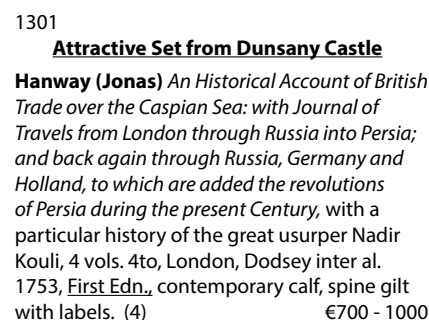 1301
Attractive Set from Dunsany Castle
Hanway (Jonas) An Historical Account of British
Trade over the Caspian Sea: with Journal of
Travels from London through Russia into Persia;
and back again through Russia, Germany and
Holland, to which are added the revolutions
of Persia during the present Century, with a
particular history of the great usurper Nadir
Kouli, 4 vols. 4to, London, Dodsey inter al.
1753, First Edn., contemporary calf, spine gilt
with labels. (4) €700 - 1000